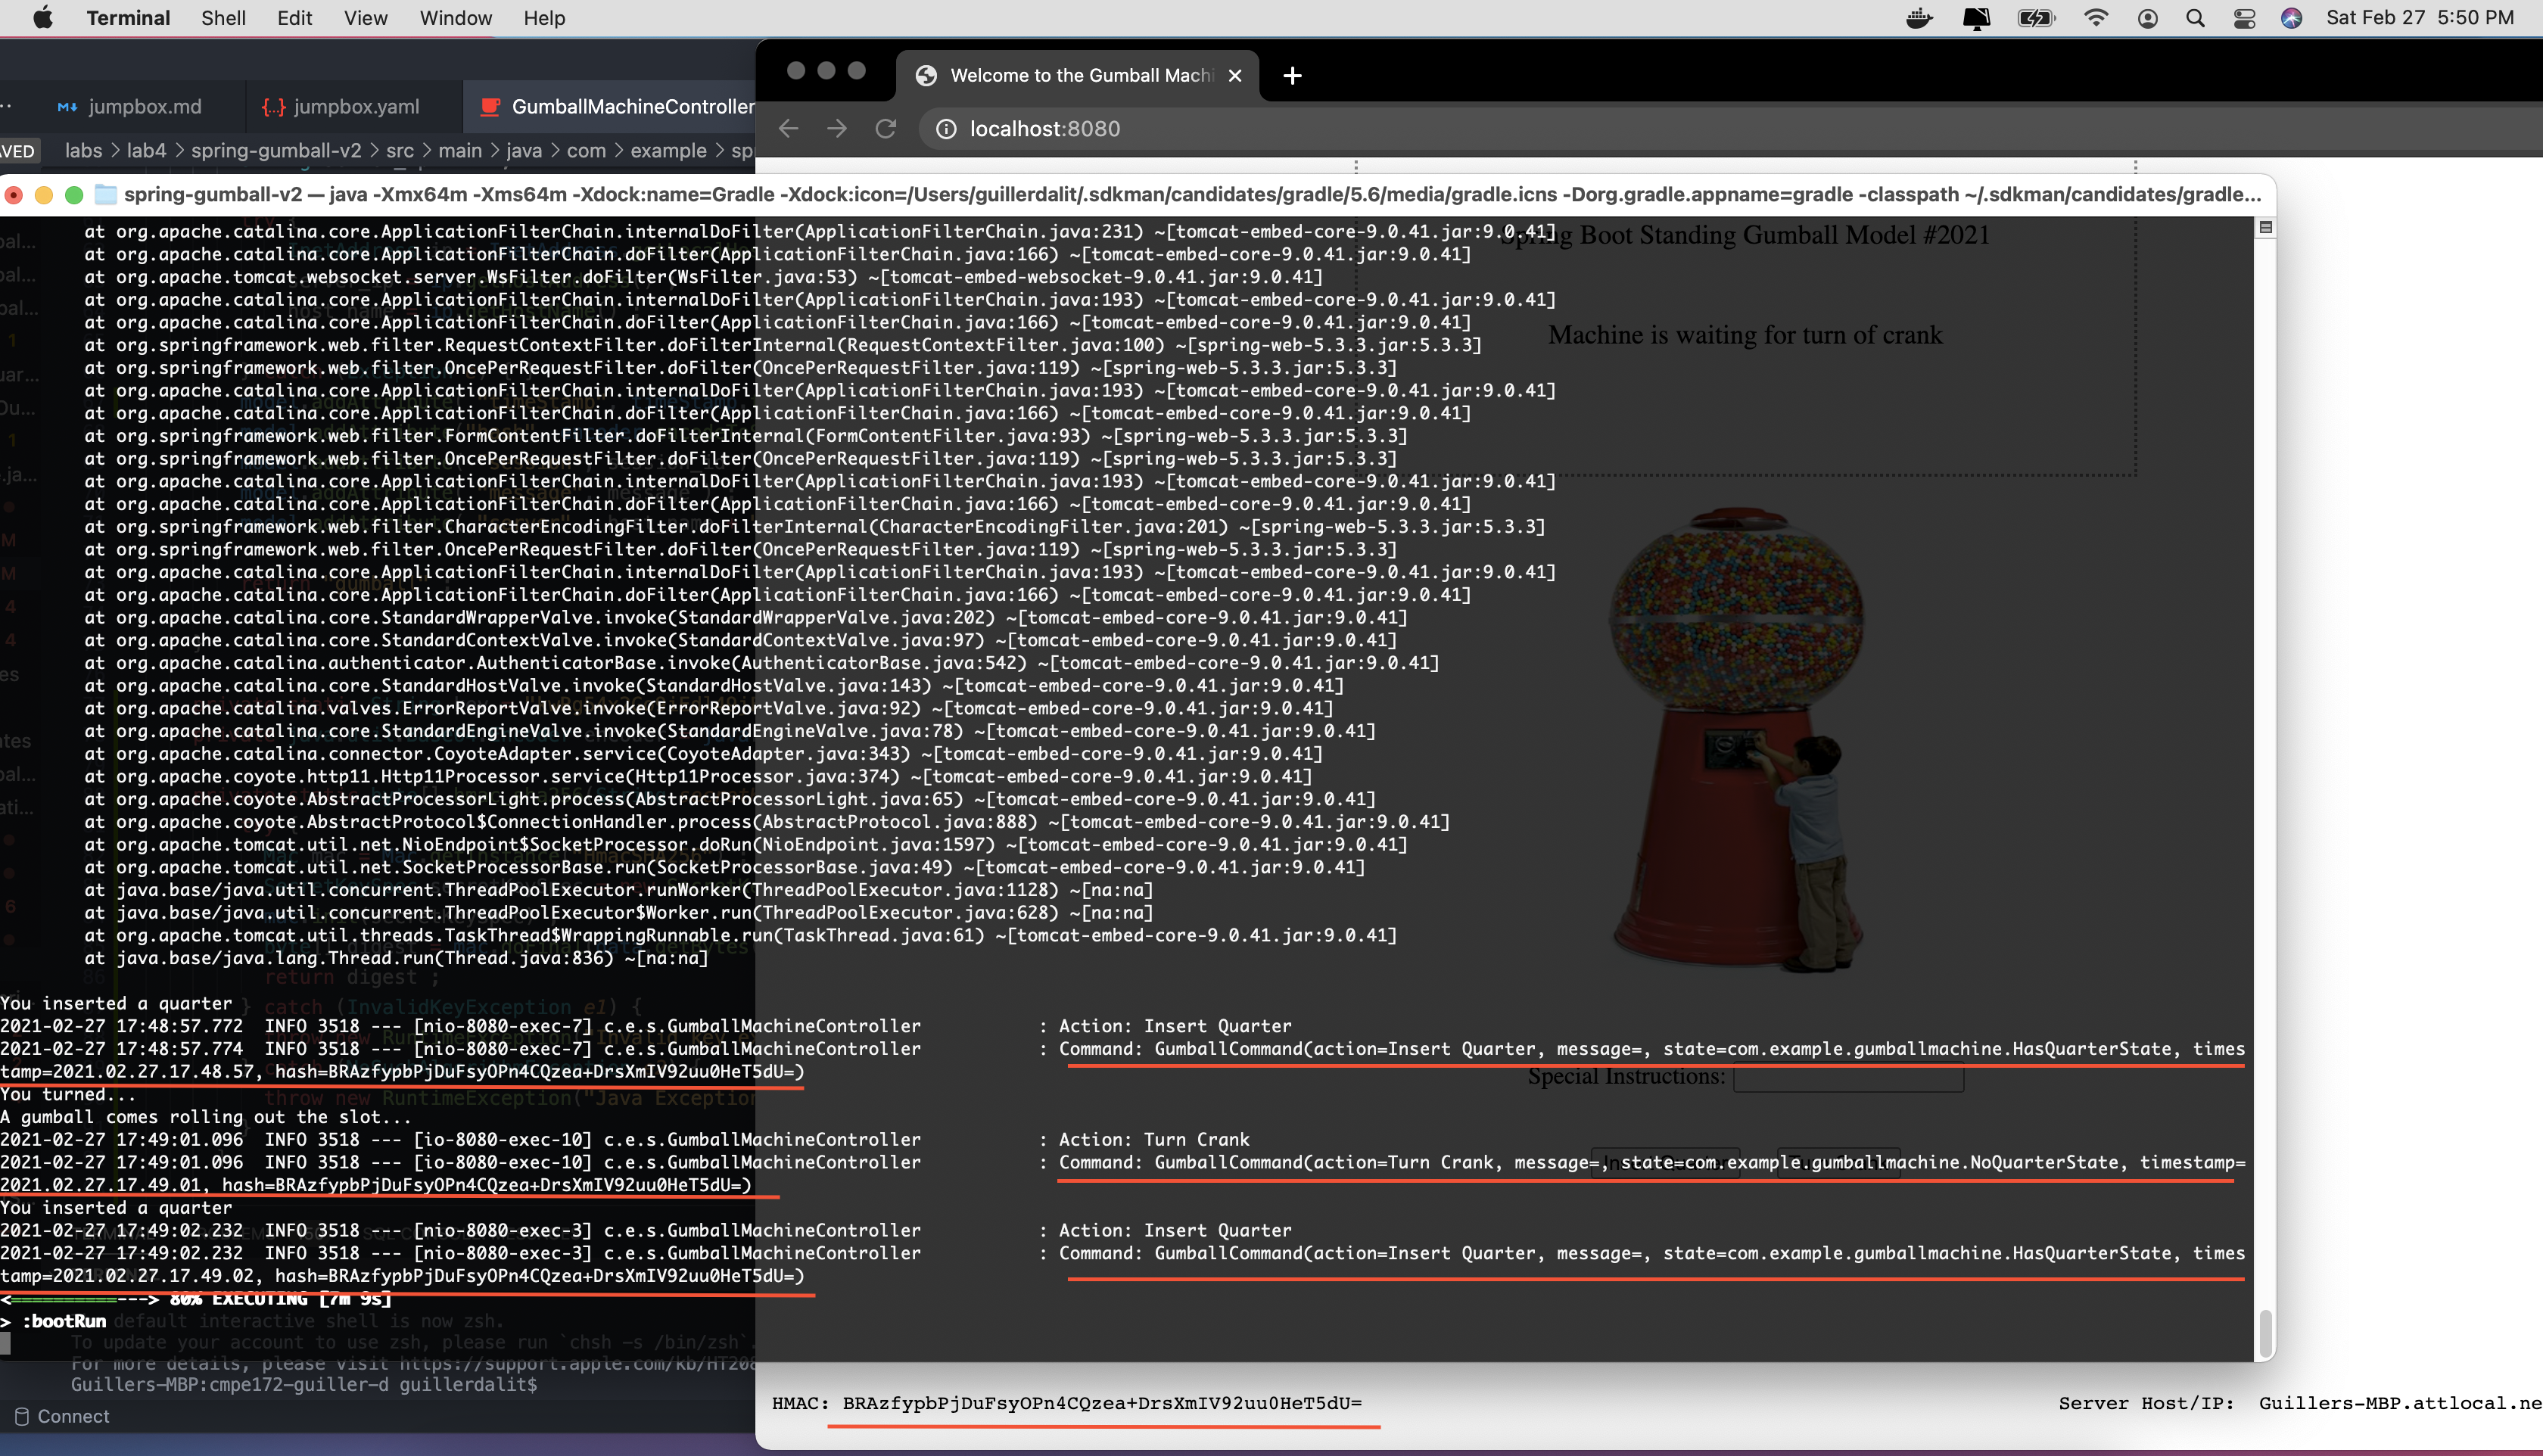 Terminal Shell Edit View Window Help Sat Feb 27 5:50 PM
Welcome to the Gumball Machi
jumpbox.md jumpbox.yaml GumballMachineController
localhost:8080
AVED labs > lab4 > spring-gumball-v2 > src > main > java > com > example > sp
spring-gumball-v2 — java -Xmx64m -Xms64m -Xdock:name=Gradle -Xdock:icon=/Users/guillerdalit/.sdkman/candidates/gradle/5.6/media/gradle.icns -Dorg.gradle.appname=gradle -classpath ~/.sdkman/candidates/gradle...
at org.apache.catalina.core.ApplicationFilterChain.internalDoFilter(ApplicationFilterChain.java:231) ~[tomcat-embed-core-9.0.41.jar:9.0.41]
Spring Boot Standing Gumball Model #2021
at org.apache.catalina.core.ApplicationFilterChain.doFilter(ApplicationFilterChain.java:166) ~[tomcat-embed-core-9.0.41.jar:9.0.41]
at org.apache.tomcat.websocket.server.WsFilter.doFilter(WsFilter.java:53) ~[tomcat-embed-websocket-9.0.41.jar:9.0.41]
at org.apache.catalina.core.ApplicationFilterChain.internalDoFilter(ApplicationFilterChain.java:193) ~[tomcat-embed-core-9.0.41.jar:9.0.41]
at org.apache.catalina.core.ApplicationFilterChain.doFilter(ApplicationFilterChain.java:166) ~[tomcat-embed-core-9.0.41.jar:9.0.41]
Machine is waiting for turn of crank
at org.springframework.web.filter.RequestContextFilter.doFilterInternal(RequestContextFilter.java:100) ~[spring-web-5.3.3.jar:5.3.3]
at org.springframework.web.filter.OncePerRequestFilter.doFilter(OncePerRequestFilter.java:119) ~[spring-web-5.3.3.jar:5.3.3]
at org.apache.catalina.core.ApplicationFilterChain.internalDoFilter(ApplicationFilterChain.java:193) ~[tomcat-embed-core-9.0.41.jar:9.0.41]
at org.apache.catalina.core.ApplicationFilterChain.doFilter(ApplicationFilterChain.java:166) ~[tomcat-embed-core-9.0.41.jar:9.0.41]
at org.springframework.web.filter.FormContentFilter.doFilterInternal(FormContentFilter.java:93) ~[spring-web-5.3.3.jar:5.3.3]
at org.springframework.web.filter.OncePerRequestFilter.doFilter(OncePerRequestFilter.java:119) ~[spring-web-5.3.3.jar:5.3.3]
at org.apache.catalina.core.ApplicationFilterChain.internalDoFilter(ApplicationFilterChain.java:193) ~[tomcat-embed-core-9.0.41.jar:9.0.41]
at org.apache.catalina.core.ApplicationFilterChain.doFilter(ApplicationFilterChain.java:166) ~[tomcat-embed-core-9.0.41.jar:9.0.41]
at org.springframework.web.filter.CharacterEncodingFilter.doFilterInternal(CharacterEncodingFilter.java:201) ~[spring-web-5.3.3.jar:5.3.3]
at org.springframework.web.filter.OncePerRequestFilter.doFilter(OncePerRequestFilter.java:119) ~[spring-web-5.3.3.jar:5.3.3]
at org.apache.catalina.core.ApplicationFilterChain.internalDoFilter(ApplicationFilterChain.java:193) ~[tomcat-embed-core-9.0.41.jar:9.0.41]
at org.apache.catalina.core.ApplicationFilterChain.doFilter(ApplicationFilterChain.java:166) ~[tomcat-embed-core-9.0.41.jar:9.0.41]
at org.apache.catalina.core.StandardWrapperValve.invoke(StandardWrapperValve.java:202) ~[tomcat-embed-core-9.0.41.jar:9.0.41]
at org.apache.catalina.core.StandardContextValve.invoke(StandardContextValve.java:97) ~[tomcat-embed-core-9.0.41.jar:9.0.41]
at org.apache.catalina.authenticator.AuthenticatorBase.invoke(AuthenticatorBase.java:542) ~[tomcat-embed-core-9.0.41.jar:9.0.41]
at org.apache.catalina.core.StandardHostValve.invoke(StandardHostValve.java:143) ~[tomcat-embed-core-9.0.41.jar:9.0.41]
at org.apache.catalina.valves.ErrorReportValve.invoke(ErrorReportValve.java:92) ~[tomcat-embed-core-9.0.41.jar:9.0.41]
at org.apache.catalina.core.StandardEngineValve.invoke(StandardEngineValve.java:78) ~[tomcat-embed-core-9.0.41.jar:9.0.41]
at org.apache.catalina.connector.CoyoteAdapter.service(CoyoteAdapter.java:343) ~[tomcat-embed-core-9.0.41.jar:9.0.41]
at org.apache.coyote.http11.Http11Processor.service(Http11Processor.java:374) ~[tomcat-embed-core-9.0.41.jar:9.0.41]
at org.apache.coyote.AbstractProcessorLight.process(AbstractProcessorLight.java:65) ~[tomcat-embed-core-9.0.41.jar:9.0.41]
at org.apache.coyote.AbstractProtocol$ConnectionHandler.process(AbstractProtocol.java:888) ~[tomcat-embed-core-9.0.41.jar:9.0.41]
at org.apache.tomcat.util.net.NioEndpoint$SocketProcessor.doRun(NioEndpoint.java:1597) ~[tomcat-embed-core-9.0.41.jar:9.0.41]
at org.apache.tomcat.util.net.SocketProcessorBase.run(SocketProcessorBase.java:49) ~[tomcat-embed-core-9.0.41.jar:9.0.41]
at java.base/java.util.concurrent.ThreadPoolExecutor.runWorker(ThreadPoolExecutor.java:1128) ~[na:na]
at java.base/java.util.concurrent.ThreadPoolExecutor$Worker.run(ThreadPoolExecutor.java:628) ~[na:na]
at org.apache.tomcat.util.threads.TaskThread$WrappingRunnable.run(TaskThread.java:61) ~[tomcat-embed-core-9.0.41.jar:9.0.41]
at java.base/java.lang.Thread.run(Thread.java:836) ~[na:na]
return digest ;
You inserted a quarter
} catch (InvalidKeyException e1) {
2021-02-27 17:48:57.772 INFO 3518 --- [nio-8080-exec-7] c.e.s.GumballMachineController : Action: Insert Quarter
2021-02-27 17:48:57.774 INFO 3518 --- [nio-8080-exec-7] c.e.s.GumballMachineController : Command: GumballCommand(action=Insert Quarter, message=, state=com.example.gumballmachine.HasQuarterState, times
tamp=2021.02.27.17.48.57, hash=BRAzfypbPjDuFsyOPn4CQzea+DrsXmIV92uu0HeT5dU=)
Special Instructions:
You turned...
throw new RuntimeException("Java Exception
A gumball comes rolling out the slot...
2021-02-27 17:49:01.096 INFO 3518 --- [io-8080-exec-10] c.e.s.GumballMachineController : Action: Turn Crank
2021-02-27 17:49:01.096 INFO 3518 --- [io-8080-exec-10] c.e.s.GumballMachineController : Command: GumballCommand(action=Turn Crank, message=, state=com.example.gumballmachine.NoQuarterState, timestamp=
2021.02.27.17.49.01, hash=BRAzfypbPjDuFsyOPn4CQzea+DrsXmIV92uu0HeT5dU=)
You inserted a quarter
2021-02-27 17:49:02.232 INFO 3518 --- [nio-8080-exec-3] c.e.s.GumballMachineController : Action: Insert Quarter
2021-02-27 17:49:02.232 INFO 3518 --- [nio-8080-exec-3] c.e.s.GumballMachineController : Command: GumballCommand(action=Insert Quarter, message=, state=com.example.gumballmachine.HasQuarterState, times
tamp=2021.02.27.17.49.02, hash=BRAzfypbPjDuFsyOPn4CQzea+DrsXmIV92uu0HeT5dU=)
<==========---> 80% EXECUTING [7m 9s]
> :bootRun
default interactive shell is now zsh.
To update your account to use zsh, please run `chsh -s /bin/zsh`.
For more details, please visit https://support.apple.com/kb/HT208
Guillers-MBP:cmpe172-guiller-d guillerdalit$
HMAC: BRAzfypbPjDuFsyOPn4CQzea+DrsXmIV92uu0HeT5dU= Server Host/IP: Guillers-MBP.attlocal.ne
Connect